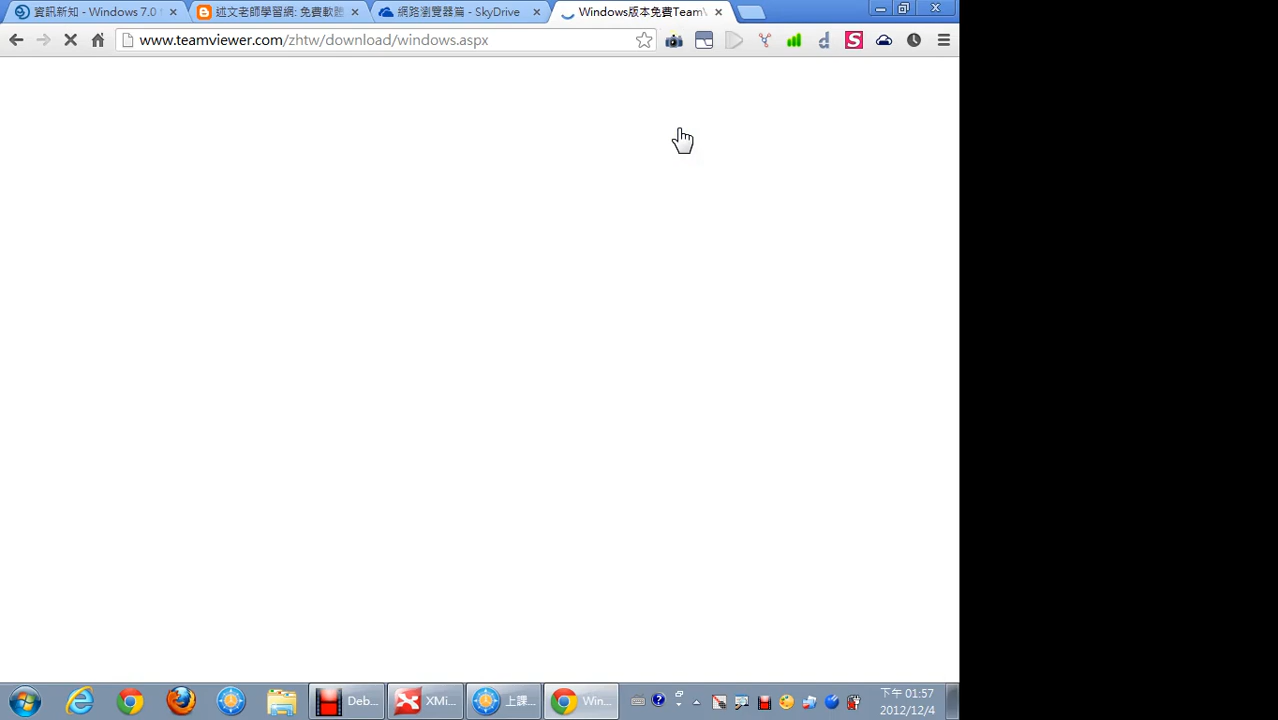 資訊新知 - Windows 7.0
述文老師學習網: 免費軟體
網路瀏覽器篇 - SkyDrive
Windows版本免費Team
www.teamviewer.com/zhtw/download/windows.aspx
Deb...
XMi...
上課...
Win...
下午 01:57
2012/12/4